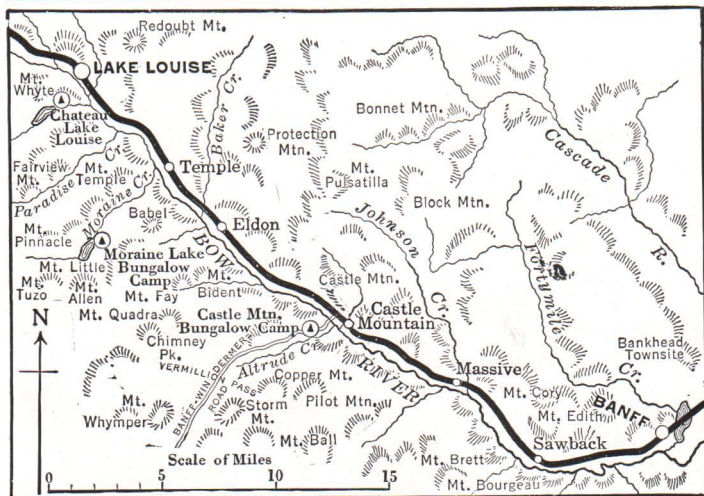 Redoubt Mt.
LAKE LOUISE
Mt.
Whyte
Chateau
Lake
Louise
Baker Cr.
Protection
Mtn.
Bonnet Mtn.
Cascade
R.
Fairview
Mt.
Mt.
Temple
Paradise Cr.
Moraine Cr.
Temple
Mt.
Pulsatilla
Block Mtn.
Babel
Eldon
Johnson
Cr.
Fortymile
Cr.
Mt.
Pinnacle
Moraine Lake
Bungalow
Camp
BOW
RIVER
Mt. Little
Mt.
Tuzo
Mt.
Allen
Mt. Fay
Mt.
Bident
Castle Mtn.
Mt. Quadra
Castle Mtn.
Bungalow Camp
Castle
Mountain
N
Chimney
Pk.
VERMILLI
PASS
BANFF-WINDERMER
ROAD
Altrude Cr.
Copper Mt.
Massive
Bankhead
Townsite
Mt. Cory
BANFF
Mt. Edith
Mt.
Whymper
Storm
Mt.
Pilot Mtn.
Mt. Ball
Sawback
Mt. Brett
Mt. Bourgeau
Scale of Miles
0 5 10 15